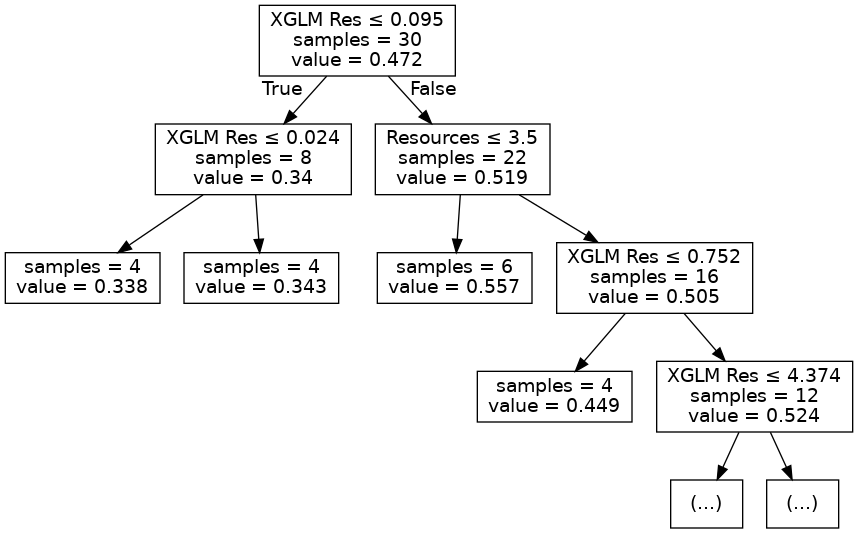 XGLM Res ≤ 0.095
samples = 30
value = 0.472
True
False
XGLM Res ≤ 0.024
samples = 8
value = 0.34
Resources ≤ 3.5
samples = 22
value = 0.519
samples = 4
value = 0.338
samples = 4
value = 0.343
samples = 6
value = 0.557
XGLM Res ≤ 0.752
samples = 16
value = 0.505
samples = 4
value = 0.449
XGLM Res ≤ 4.374
samples = 12
value = 0.524
(...)
(...)